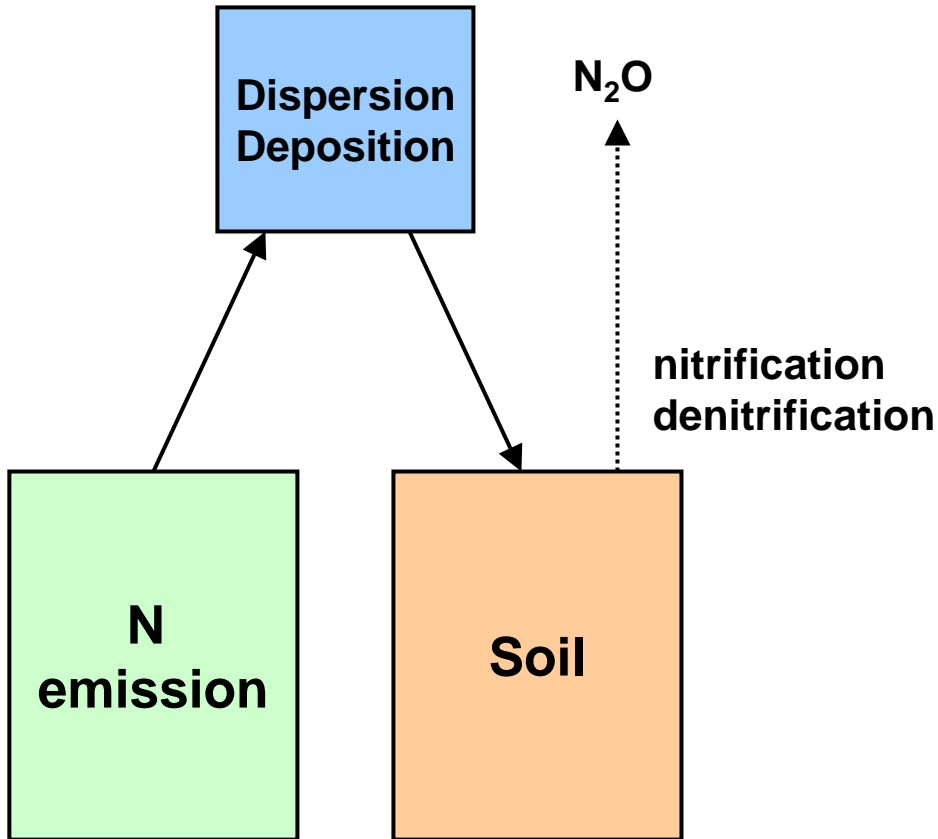 Dispersion
Deposition
N₂O
nitrification
denitrification
N
emission
Soil